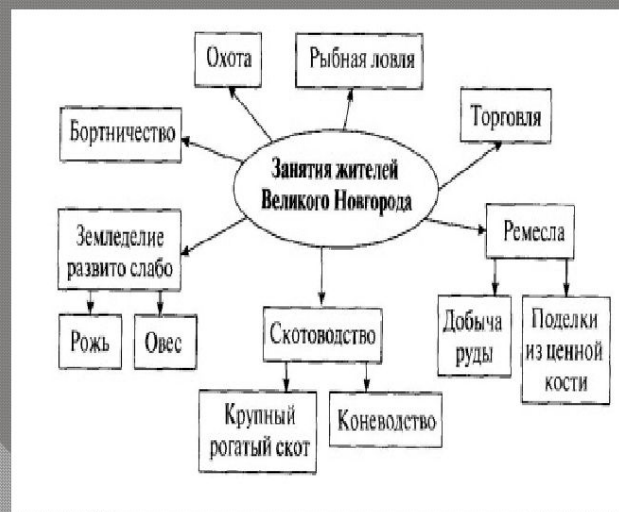 Охота
Рыбная ловля
Торговля
Бортничество
Занятия жителей
Великого Новгорода
Земледелие
развито слабо
Ремесла
Рожь
Овес
Скотоводство
Добыча
руды
Поделки
из ценной
кости
Крупный
рогатый скот
Коневодство